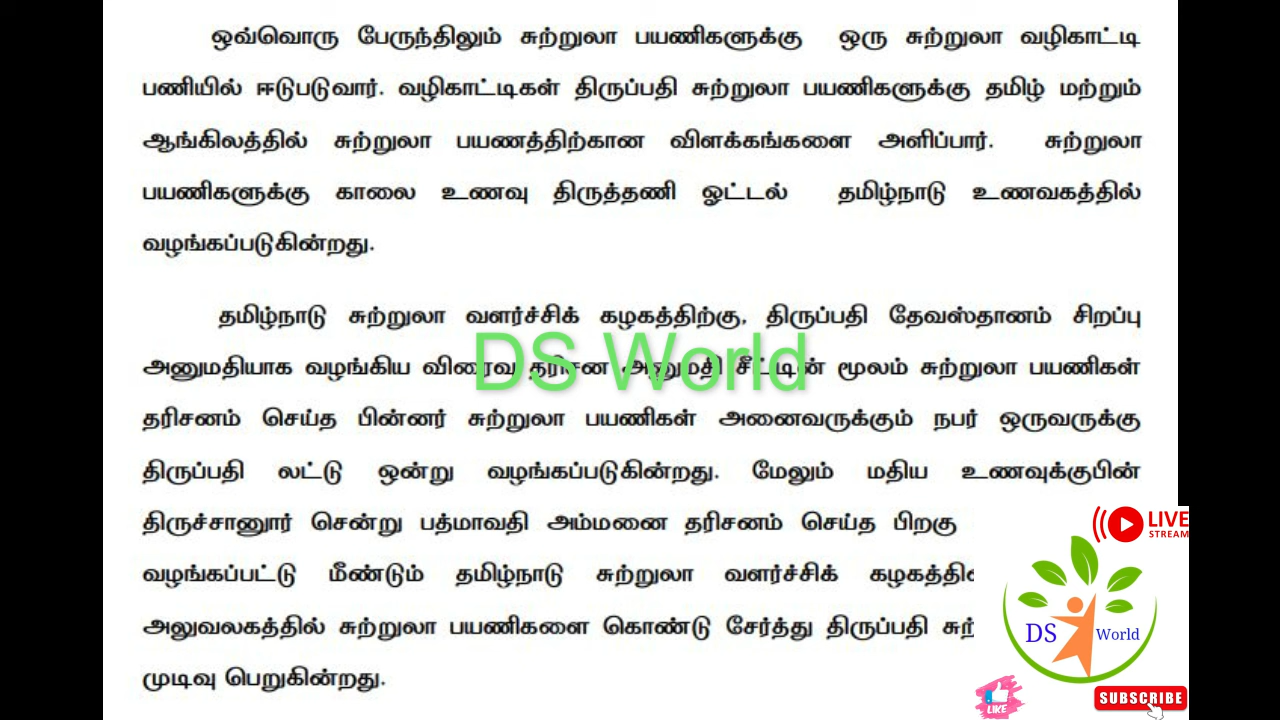 ஒவ்வொரு பேருந்திலும் சுற்றுலா பயணிகளுக்கு ஒரு சுற்றுலா வழிகாட்டி
பணியில் ஈடுபடுவார். வழிகாட்டிகள் திருப்பதி சுற்றுலா பயணிகளுக்கு தமிழ் மற்றும்
ஆங்கிலத்தில் சுற்றுலா பயணத்திற்கான விளக்கங்களை அளிப்பார். சுற்றுலா
பயணிகளுக்கு காலை உணவு திருத்தணி ஓட்டல் தமிழ்நாடு உணவகத்தில்
வழங்கப்படுகின்றது.
தமிழ்நாடு சுற்றுலா வளர்ச்சிக் கழகத்திற்கு, திருப்பதி தேவஸ்தானம் சிறப்பு
அனுமதியாக வழங்கிய விரைவு தரிசன அனுமதி சீட்டின் மூலம் சுற்றுலா பயணிகள்
DS World
தரிசனம் செய்த பின்னர் சுற்றுலா பயணிகள் அனைவருக்கும் நபர் ஒருவருக்கு
திருப்பதி லட்டு ஒன்று வழங்கப்படுகின்றது. மேலும் மதிய உணவுக்குபின்
திருச்சானுார் சென்று பத்மாவதி அம்மனை தரிசனம் செய்த பிறகு
வழங்கப்பட்டு மீண்டும் தமிழ்நாடு சுற்றுலா வளர்ச்சிக்
அலுவலகத்தில் சுற்றுலா பயணிகளை கொண்டு சேர்த்து திருப்பதி
முடிவு பெறுகின்றது.
LIVE
STREAM
DS World
LIKE
SUBSCRIBE